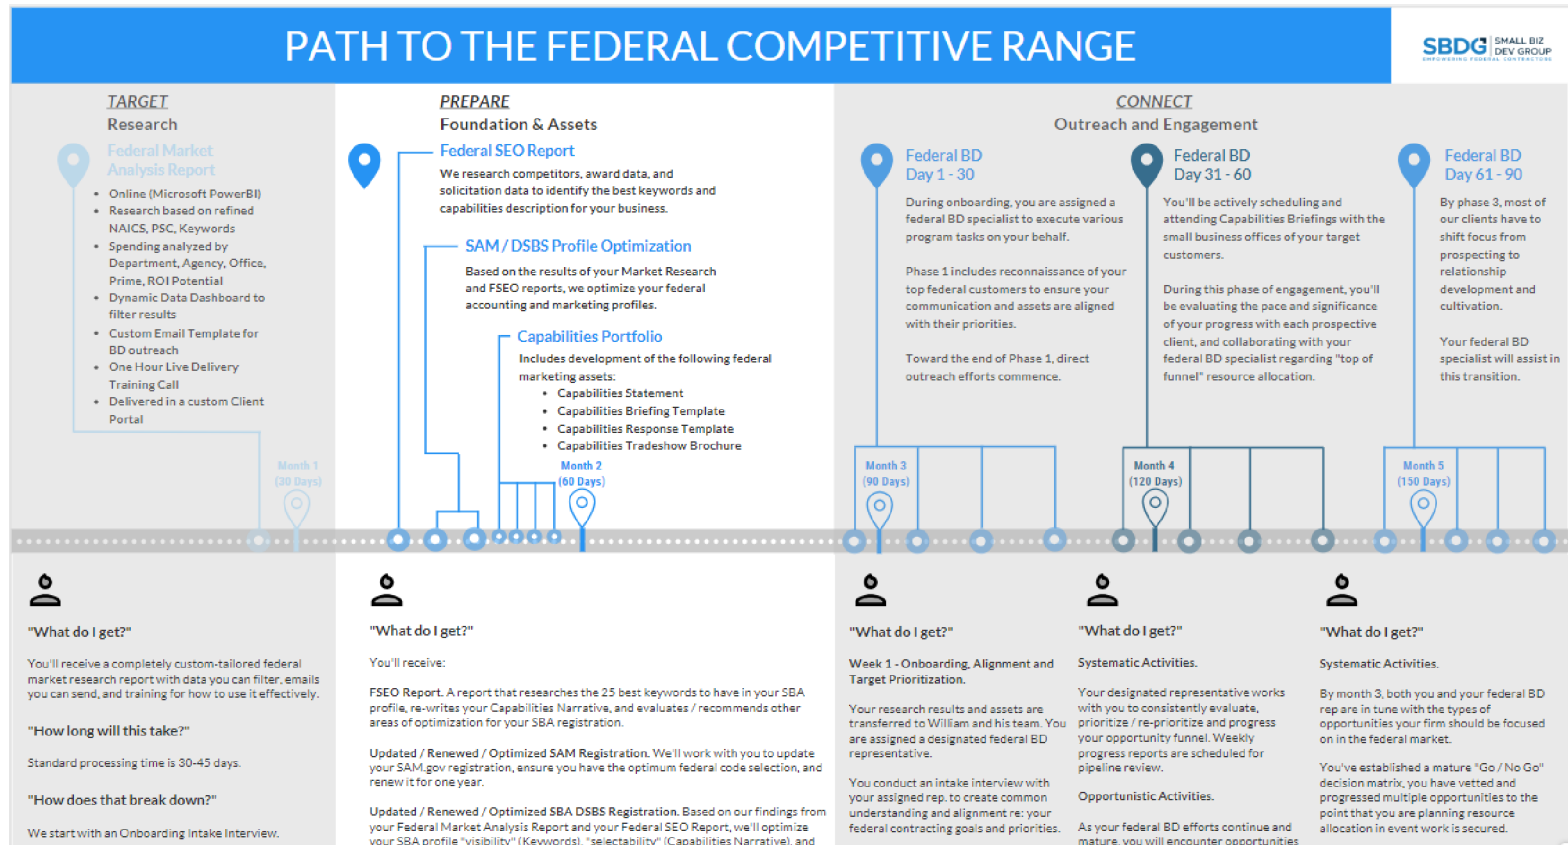 PATH TO THE FEDERAL COMPETITIVE RANGE
SBDG
SMALL BIZ
DEV GROUP
EMPOWERING FEDERAL CONTRACTORS
TARGET
Research
Federal Market
Analysis Report
• Online (Microsoft PowerBI)
• Research based on refined
NAICS, PSC, Keywords
• Spending analyzed by
Department, Agency, Office,
Prime, ROI Potential
• Dynamic Data Dashboard to
filter results
• Custom Email Template for
BD outreach
• One Hour Live Delivery
Training Call
• Delivered in a custom Client
Portal
Month 1
(30 Days)
PREPARE
Foundation & Assets
Federal SEO Report
We research competitors, award data, and
solicitation data to identify the best keywords and
capabilities description for your business.
SAM / DSBS Profile Optimization
Based on the results of your Market Research
and FSEO reports, we optimize your federal
accounting and marketing profiles.
Capabilities Portfolio
Includes development of the following federal
marketing assets:
• Capabilities Statement
• Capabilities Briefing Template
• Capabilities Response Template
• Capabilities Tradeshow Brochure
Month 2
(60 Days)
CONNECT
Outreach and Engagement
Federal BD
Day 1 - 30
During onboarding, you are assigned a
federal BD specialist to execute various
program tasks on your behalf.
Phase 1 includes reconnaissance of your
top federal customers to ensure your
communication and assets are aligned
with their priorities.
Toward the end of Phase 1, direct
outreach efforts commence.
Month 3
(90 Days)
Federal BD
Day 31 - 60
You'll be actively scheduling and
attending Capabilities Briefings with the
small business offices of your target
customers.
During this phase of engagement, you'll
be evaluating the pace and significance
of your progress with each prospective
client, and collaborating with your
federal BD specialist regarding "top of
funnel" resource allocation.
Month 4
(120 Days)
Federal BD
Day 61 - 90
By phase 3, most of
our clients have to
shift focus from
prospecting to
relationship
development and
cultivation.
Your federal BD
specialist will assist in
this transition.
Month 5
(150 Days)
"What do I get?"
You'll receive a completely custom-tailored federal
market research report with data you can filter, emails
you can send, and training for how to use it effectively.
"How long will this take?"
Standard processing time is 30-45 days.
"How does that break down?"
We start with an Onboarding Intake Interview.
"What do I get?"
You'll receive:
FSEO Report. A report that researches the 25 best keywords to have in your SBA
profile, re-writes your Capabilities Narrative, and evaluates / recommends other
areas of optimization for your SBA registration.
Updated / Renewed / Optimized SAM Registration. We'll work with you to update
your SAM.gov registration, ensure you have the optimum federal code selection, and
renew it for one year.
Updated / Renewed / Optimized SBA DSBS Registration. Based on our findings from
your Federal Market Analysis Report and your Federal SEO Report, we'll optimize
your SBA profile "visibility" (Keywords), "selectability" (Capabilities Narrative), and
"What do I get?"
Week 1 - Onboarding, Alignment and
Target Prioritization.
Your research results and assets are
transferred to William and his team. You
are assigned a designated federal BD
representative.
You conduct an intake interview with
your assigned rep. to create common
understanding and alignment re: your
federal contracting goals and priorities.
"What do I get?"
Systematic Activities.
Your designated representative works
with you to consistently evaluate,
prioritize / re-prioritize and progress
your opportunity funnel. Weekly
progress reports are scheduled for
pipeline review.
Opportunistic Activities.
As your federal BD efforts continue and
mature, you will encounter opportunities
"What do I get?"
Systematic Activities.
By month 3, both you and your federal BD
rep are in tune with the types of
opportunities your firm should be focused
on in the federal market.
You've established a mature "Go / No Go"
decision matrix, you have vetted and
progressed multiple opportunities to the
point that you are planning resource
allocation in event work is secured.